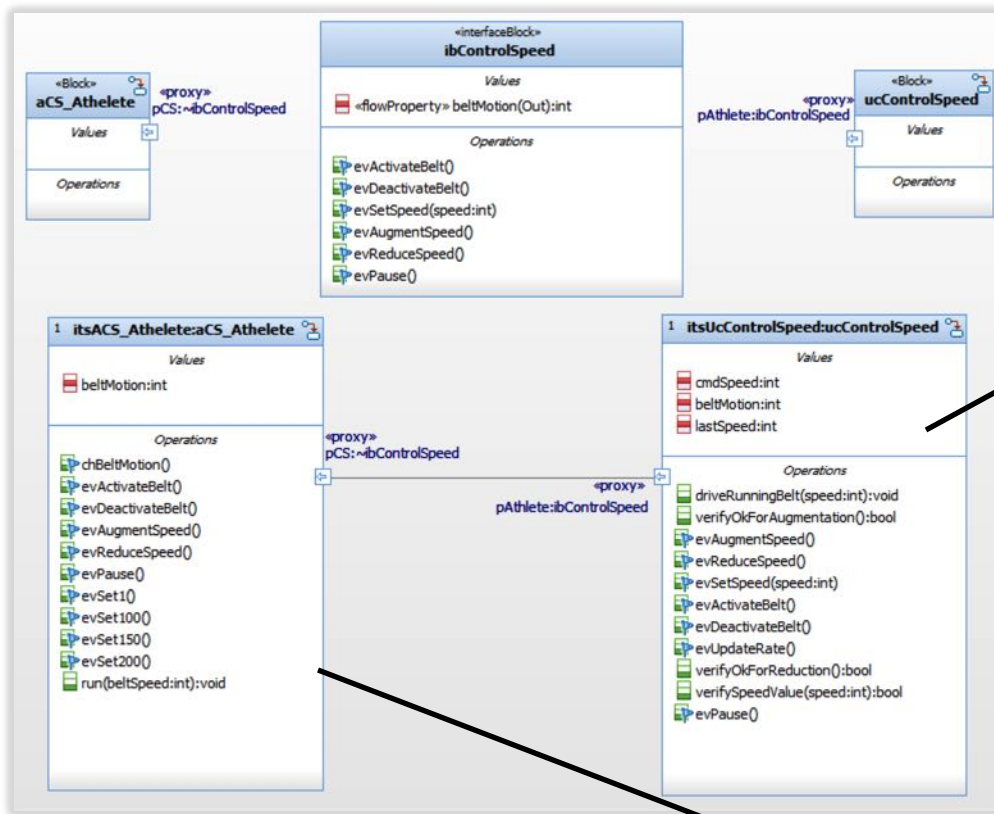 «interfaceBlock»
ibControlSpeed
Values
«flowProperty» beltMotion(Out):int
Operations
evActivateBelt()
evDeactivateBelt()
evSetSpeed(speed:int)
evAugmentSpeed()
evReduceSpeed()
evPause()
«Block»
aCS_Athelete
Values
Operations
«proxy»
pCS:~ibControlSpeed
«proxy»
pAthlete:ibControlSpeed
«Block»
ucControlSpeed
Values
Operations
1 itsACS_Athelete:aCS_Athelete
Values
beltMotion:int
Operations
chBeltMotion()
evActivateBelt()
evDeactivateBelt()
evAugmentSpeed()
evReduceSpeed()
evPause()
evSet1()
evSet100()
evSet150()
evSet200()
run(beltSpeed:int):void
«proxy»
pCS:~ibControlSpeed
«proxy»
pAthlete:ibControlSpeed
1 itsUcControlSpeed:ucControlSpeed
Values
cmdSpeed:int
beltMotion:int
lastSpeed:int
Operations
driveRunningBelt(speed:int):void
verifyOkForAugmentation():bool
evAugmentSpeed()
evReduceSpeed()
evSetSpeed(speed:int)
evActivateBelt()
evDeactivateBelt()
evUpdateRate()
verifyOkForReduction():bool
verifySpeedValue(speed:int):bool
evPause()